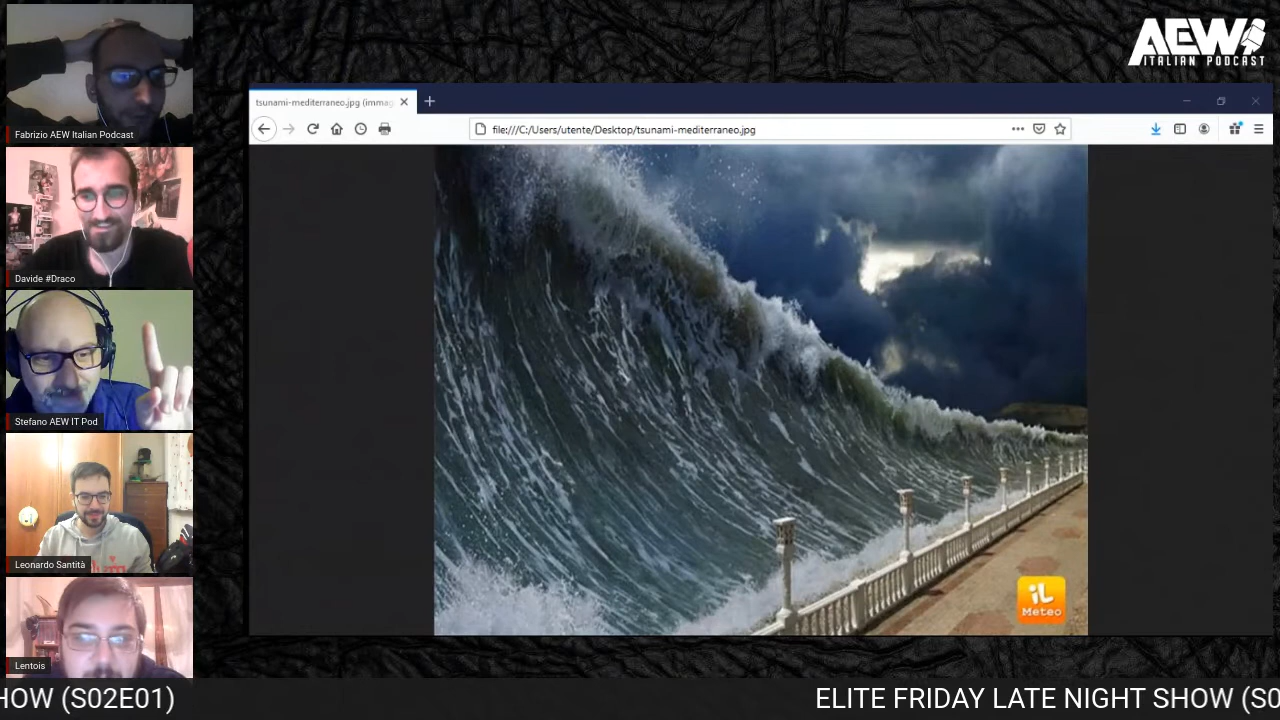 Fabrizio AEW Italian Podcast
Davide #Draco
Stefano AEW IT Pod
Leonardo Santità
Lentois
AEW
ITALIAN PODCAST
tsunami-mediterraneo.jpg (immag
file:///C:/Users/utente/Desktop/tsunami-mediterraneo.jpg
iL
Meteo
HOW (S02E01)
ELITE FRIDAY LATE NIGHT SHOW (S0